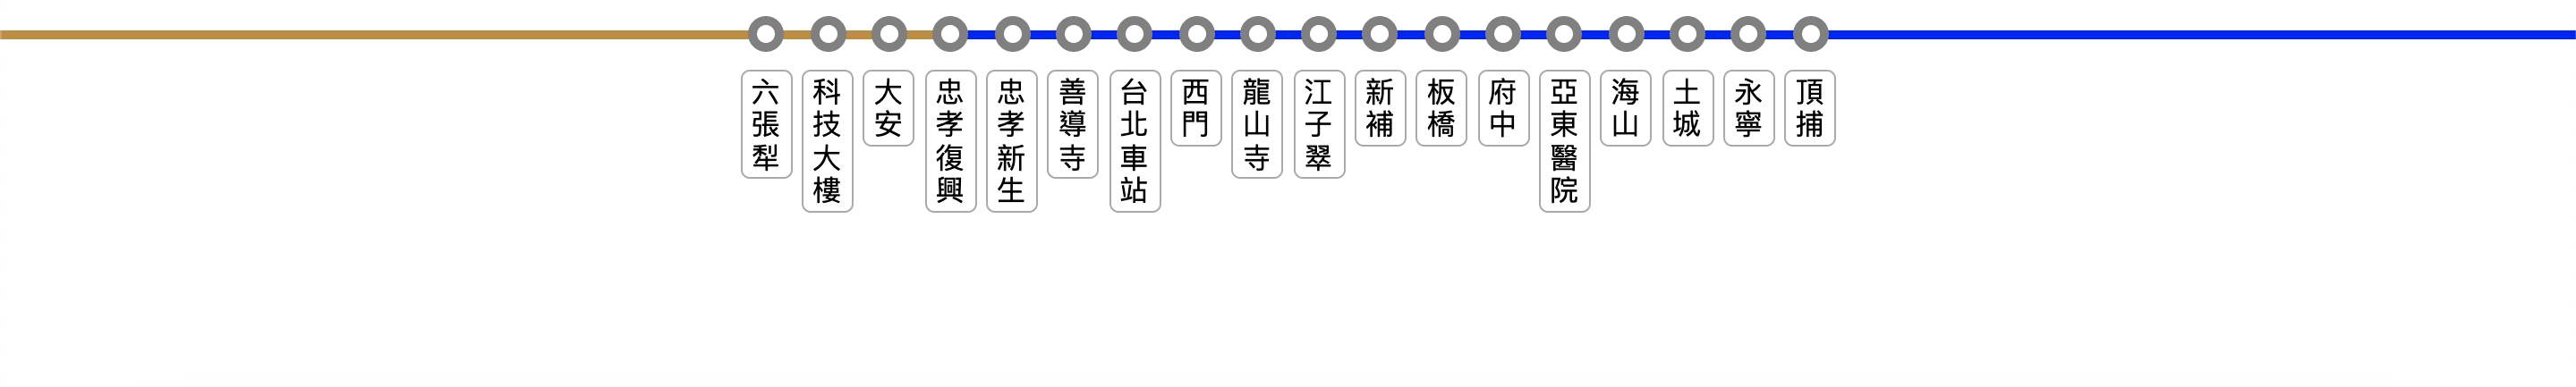 六張犁
科技大樓
大安
忠孝復興
忠孝新生
善導寺
台北車站
西門
龍山寺
江子翠
新補
板橋
府中
亞東醫院
海山
土城
永寧
頂捕